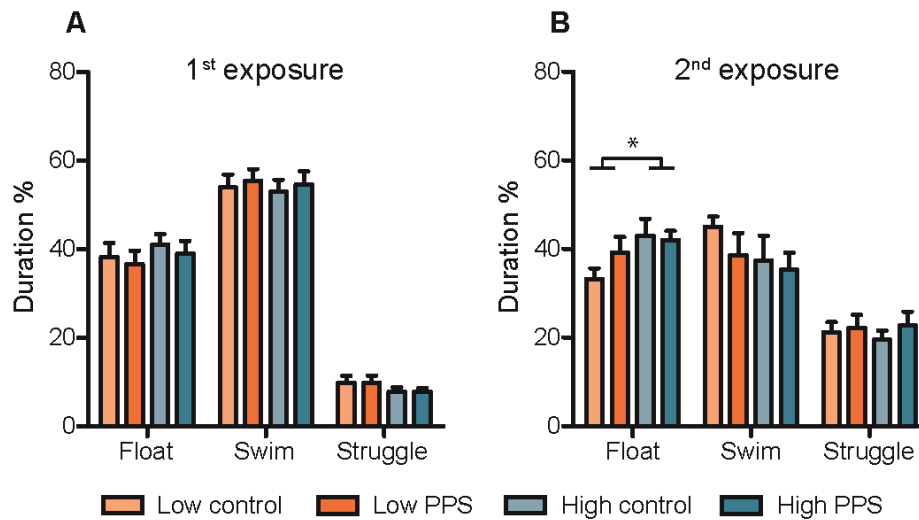 A
1st exposure
Duration %
80
60
40
20
0
Float Swim Struggle
B
2nd exposure
*
Duration %
80
60
40
20
0
Float Swim Struggle
Low control Low PPS High control High PPS